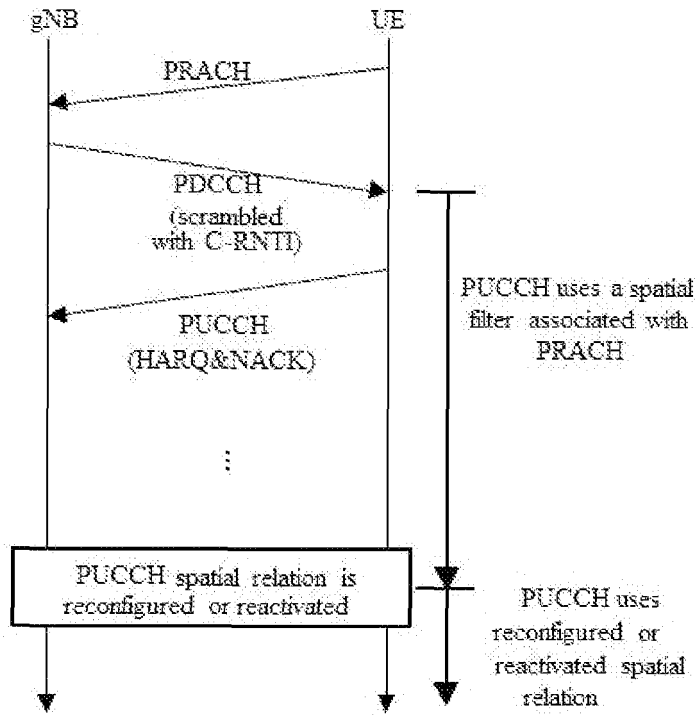 gNB
UE
PRACH
PDCCH
(scrambled
with C-RNTI)
PUCCH uses a spatial
filter associated with
PRACH
PUCCH
(HARQ&NACK)
...
PUCCH spatial relation is
reconfigured or reactivated
PUCCH uses
reconfigured or
reactivated spatial
relation